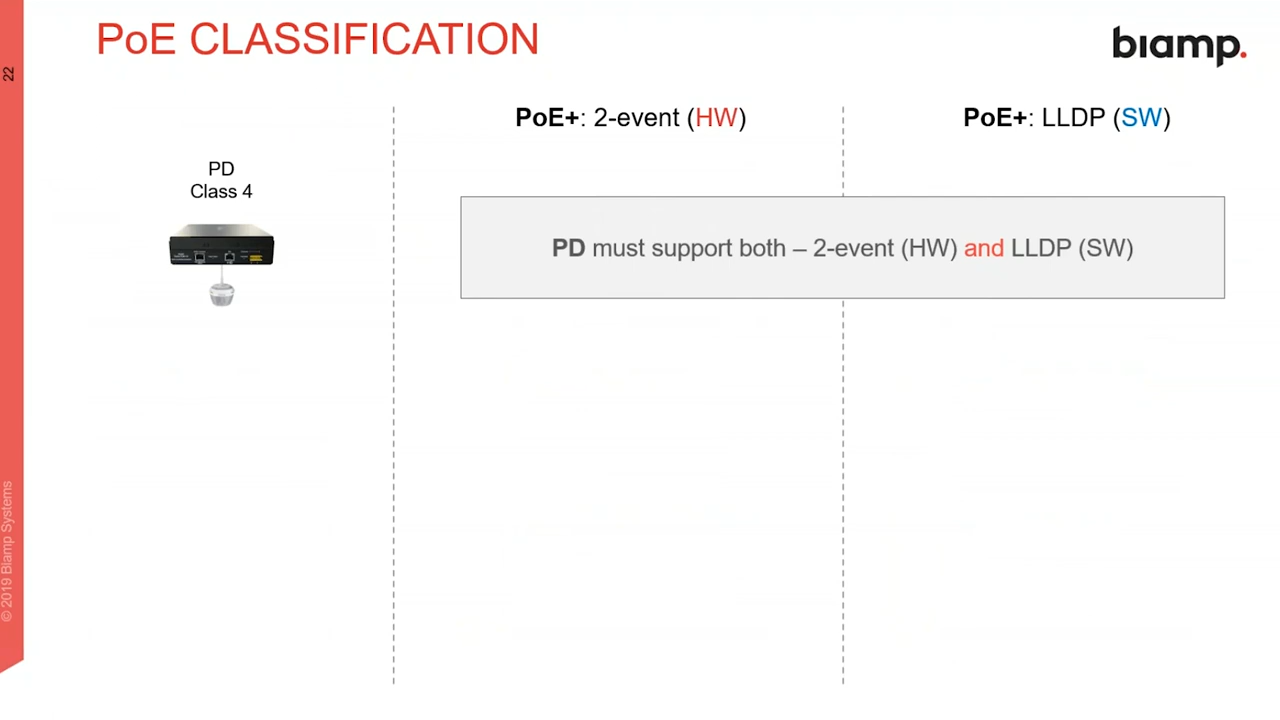 PoE CLASSIFICATION
biamp.
22
PoE+: 2-event (HW)
PoE+: LLDP (SW)
PD
Class 4
PD must support both – 2-event (HW) and LLDP (SW)
© 2019 Biamp Systems